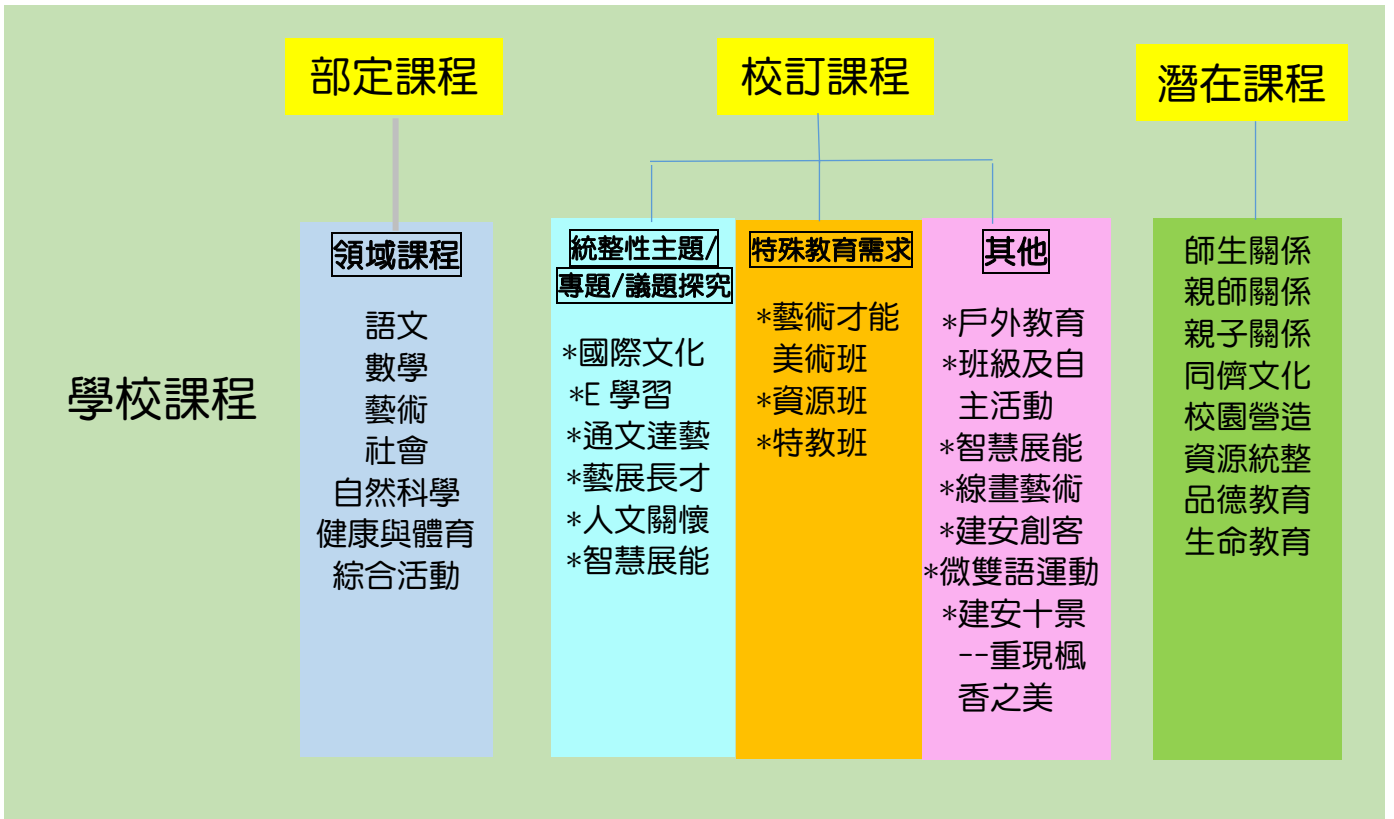 部定課程
校訂課程
潛在課程
學校課程
領域課程
語文
數學
藝術
社會
自然科學
健康與體育
綜合活動
統整性主題/
專題/議題探究
*國際文化
*E 學習
*通文達藝
*藝展長才
*人文關懷
*智慧展能
特殊教育需求
*藝術才能
美術班
*資源班
*特教班
其他
*戶外教育
*班級及自
主活動
*智慧展能
*線畫藝術
*建安創客
*微雙語運動
*建安十景
--重現楓
香之美
師生關係
親師關係
親子關係
同儕文化
校園營造
資源統整
品德教育
生命教育